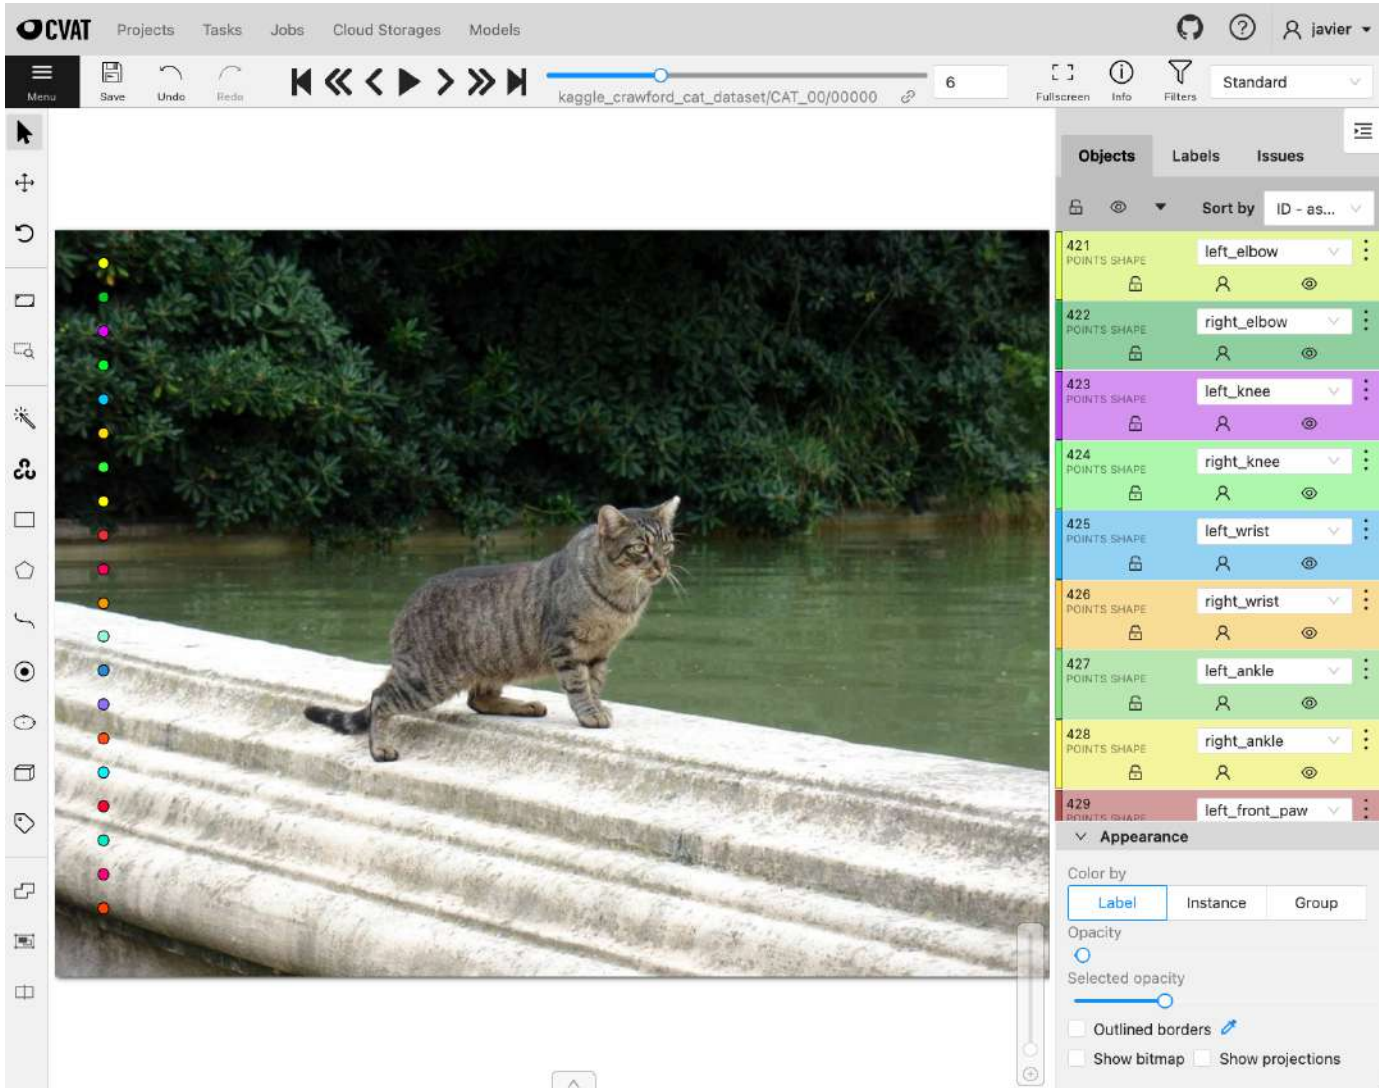 CVAT Projects Tasks Jobs Cloud Storages Models javier
Menu Save Undo Redo kaggle_crawford_cat_dataset/CAT_00/00000 6 Fullscreen Info Filters Standard
Objects Labels Issues
Sort by ID - as...
421 left_elbow
POINTS SHAPE
422 right_elbow
POINTS SHAPE
423 left_knee
POINTS SHAPE
424 right_knee
POINTS SHAPE
425 left_wrist
POINTS SHAPE
426 right_wrist
POINTS SHAPE
427 left_ankle
POINTS SHAPE
428 right_ankle
POINTS SHAPE
429 left_front_paw
POINTS SHAPE
Appearance
Color by
Label Instance Group
Opacity
Selected opacity
Outlined borders
Show bitmap Show projections